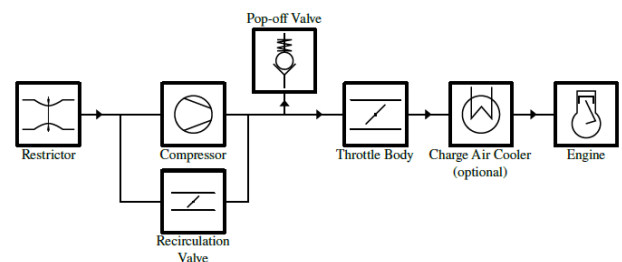 Pop-off Valve
Restrictor
Compressor
Throttle Body
Charge Air Cooler
(optional)
Engine
Recirculation
Valve